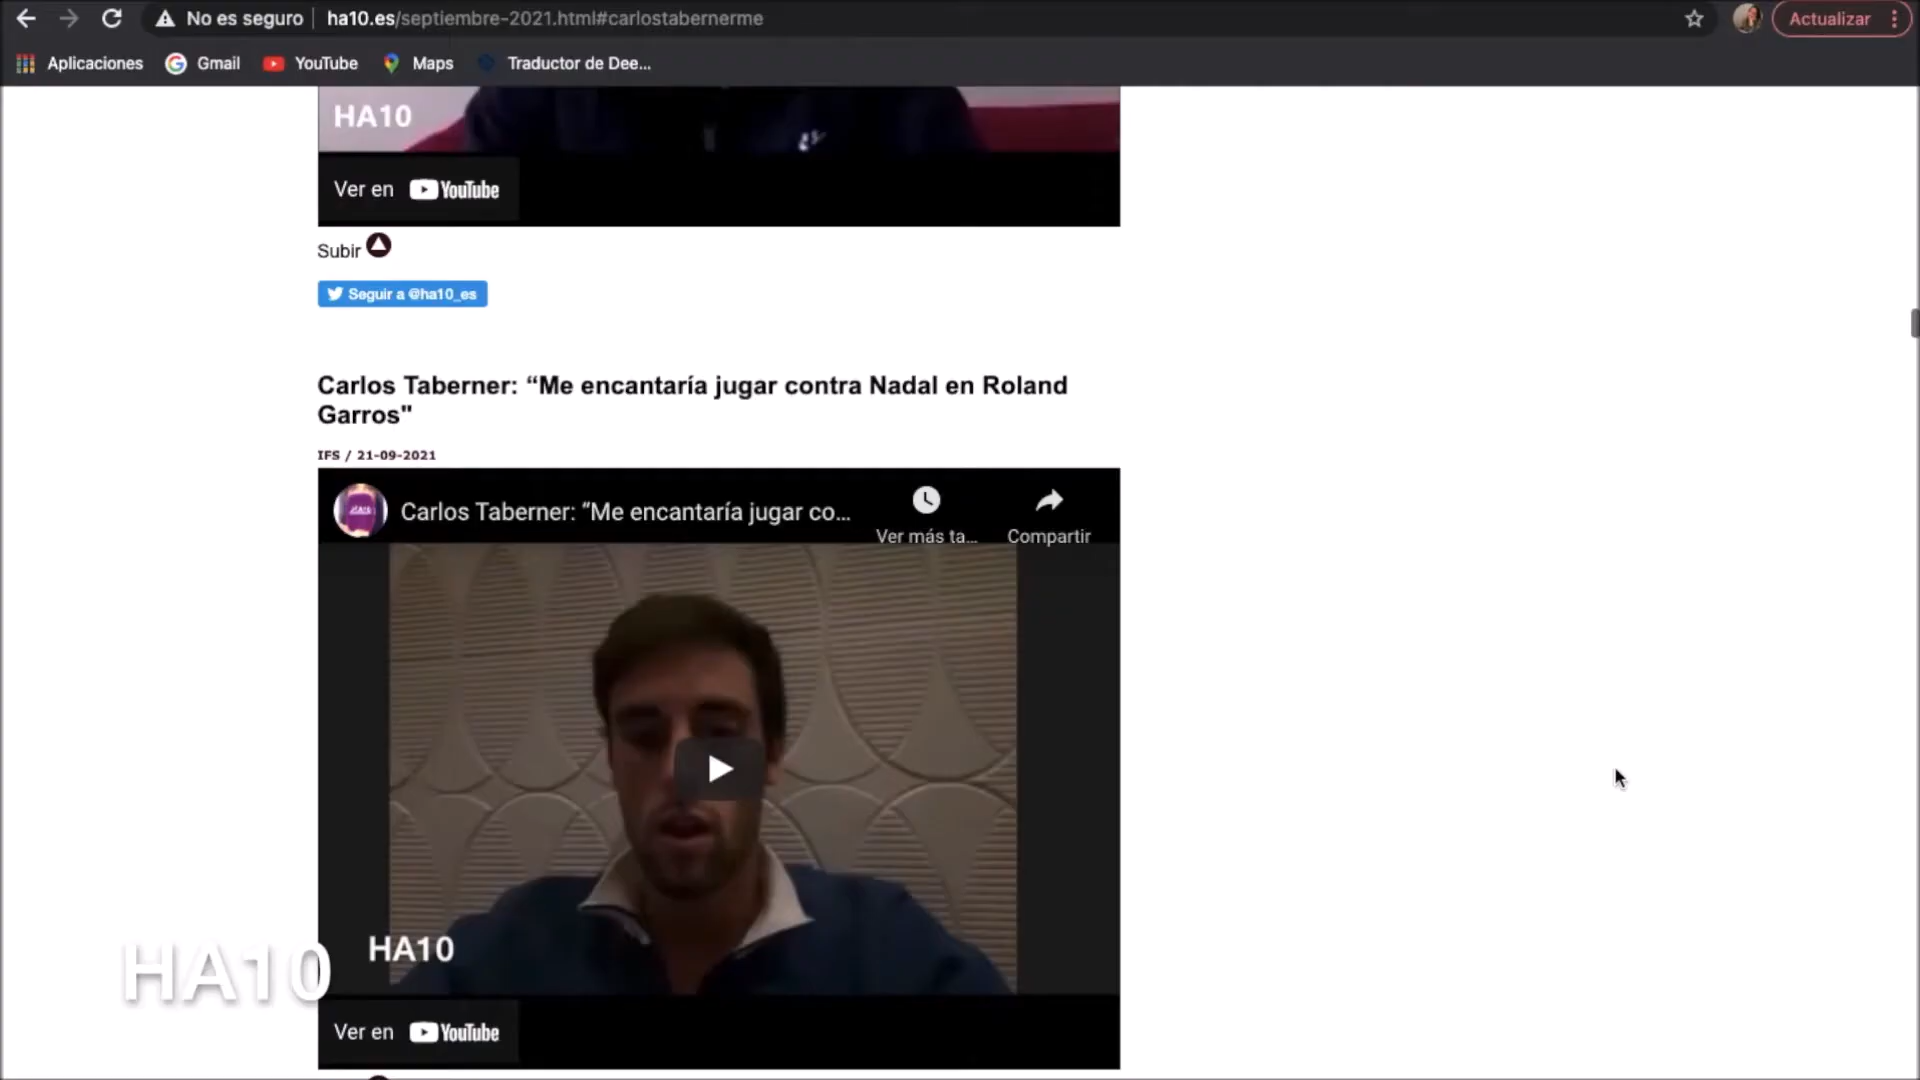 No es seguro
ha10.es/septiembre-2021.html#carlostabernerme
Actualizar
Aplicaciones
Gmail
YouTube
Maps
Traductor de Dee...
HA10
Ver en YouTube
Subir
Seguir a @ha10_es
Carlos Taberner: “Me encantaría jugar contra Nadal en Roland
Garros"
IFS / 21-09-2021
Carlos Taberner: “Me encantaría jugar co...
Ver más ta...
Compartir
HA10
HA10
Ver en YouTube